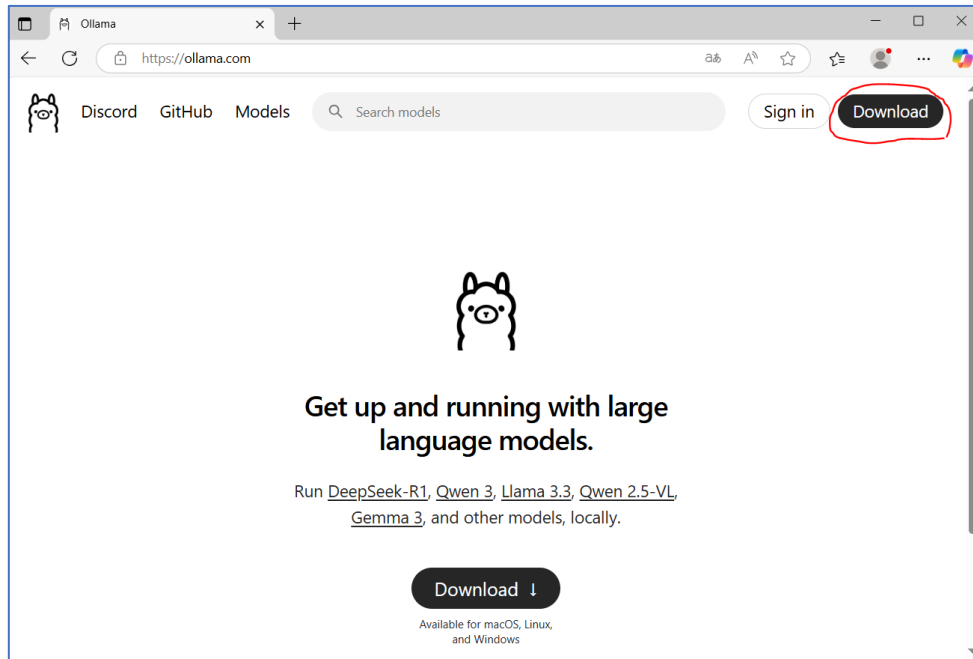 Ollama
https://ollama.com
Discord GitHub Models Search models Sign in Download
Get up and running with large
language models.
Run DeepSeek-R1, Qwen 3, Llama 3.3, Qwen 2.5-VL,
Gemma 3, and other models, locally.
Download ↓
Available for macOS, Linux,
and Windows